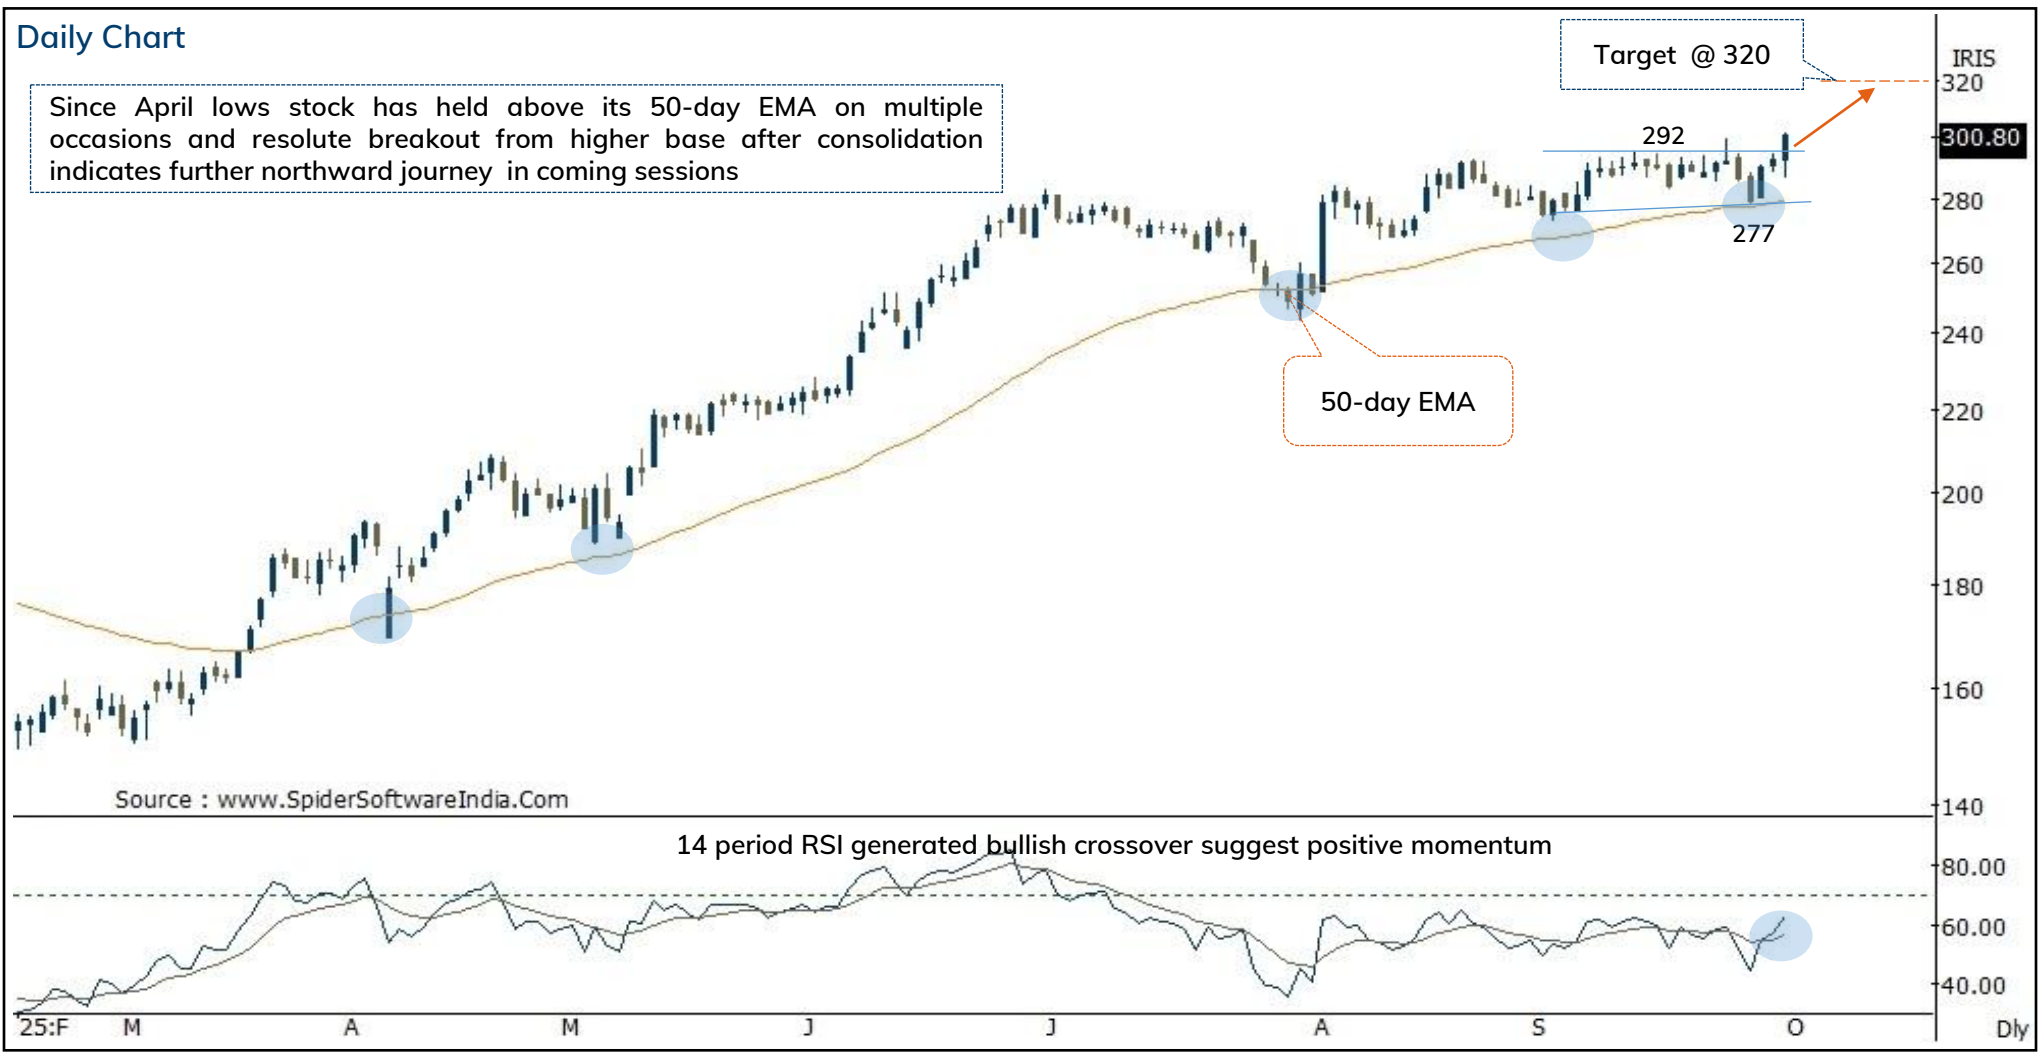 Daily Chart
Since April lows stock has held above its 50-day EMA on multiple
occasions and resolute breakout from higher base after consolidation
indicates further northward journey in coming sessions
Target @ 320
IRIS
320
300.80
292
280
277
260
240
50-day EMA
220
200
180
160
Source : www.SpiderSoftwareIndia.Com
140
14 period RSI generated bullish crossover suggest positive momentum
80.00
60.00
40.00
25:F M A M J J A S O Dly